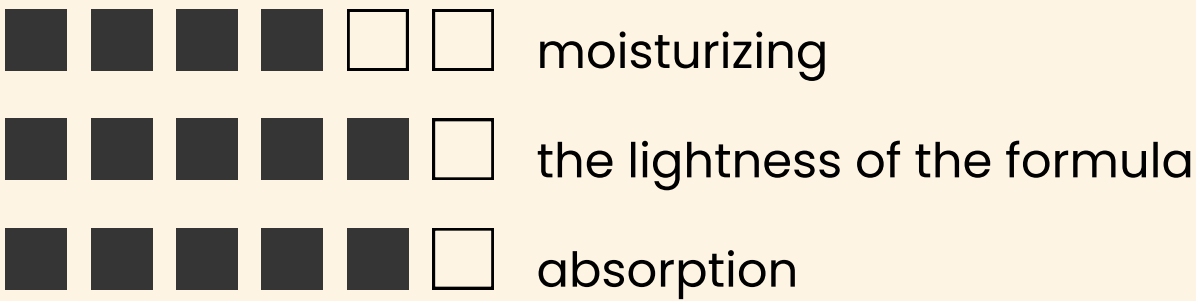 moisturizing
the lightness of the formula
absorption